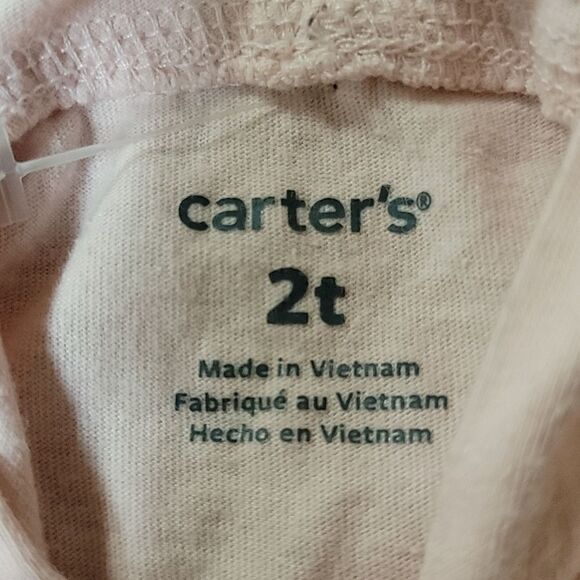 carter's®
2t
Made in Vietnam
Fabriqué au Vietnam
Hecho en Vietnam